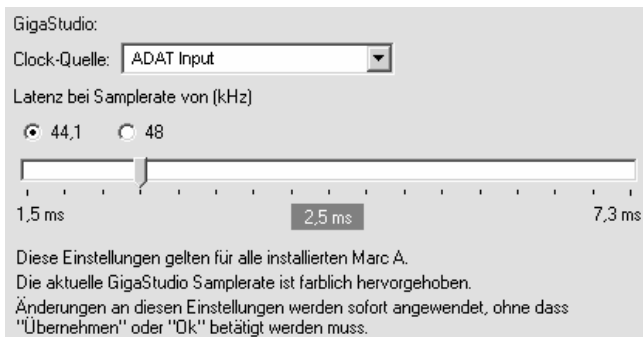 GigaStudio:
Clock-Quelle: ADAT Input
Latenz bei Samplerate von (kHz)
44,1 48
1,5 ms 2,5 ms 7,3 ms
Diese Einstellungen gelten für alle installierten Marc A.
Die aktuelle GigaStudio Samplerate ist farblich hervorgehoben.
Änderungen an diesen Einstellungen werden sofort angewendet, ohne dass
"Übernehmen" oder "Ok" betätigt werden muss.